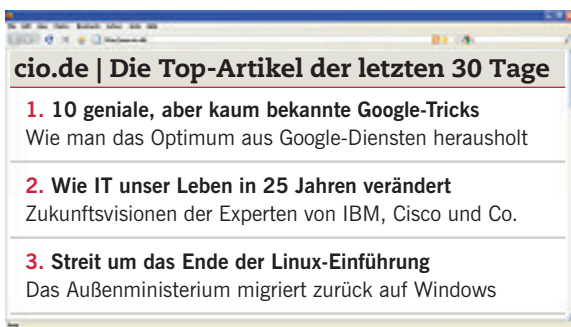 cio.de | Die Top-Artikel der letzten 30 Tage
1. 10 geniale, aber kaum bekannte Google-Tricks
Wie man das Optimum aus Google-Diensten herausholt
2. Wie IT unser Leben in 25 Jahren verändert
Zukunftsvisionen der Experten von IBM, Cisco und Co.
3. Streit um das Ende der Linux-Einführung
Das Außenministerium migriert zurück auf Windows